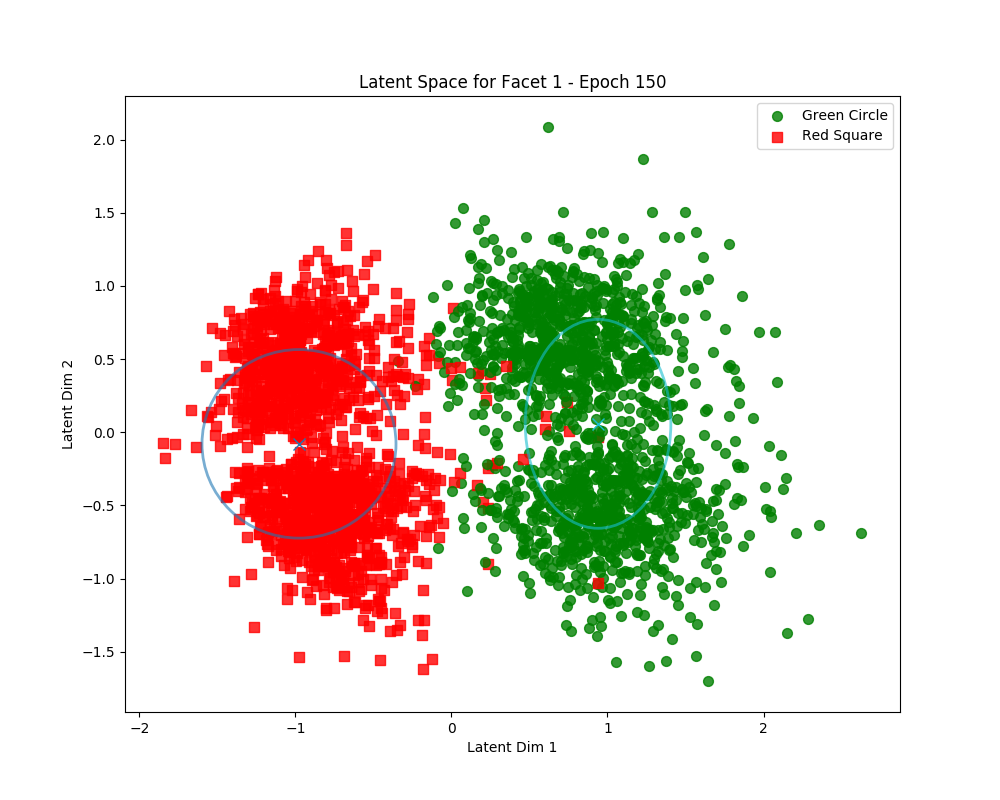 Latent Space for Facet 1 - Epoch 150
Green Circle
Red Square
2.0
1.5
1.0
0.5
0.0
−0.5
−1.0
−1.5
Latent Dim 2
−2
−1
0
1
2
Latent Dim 1